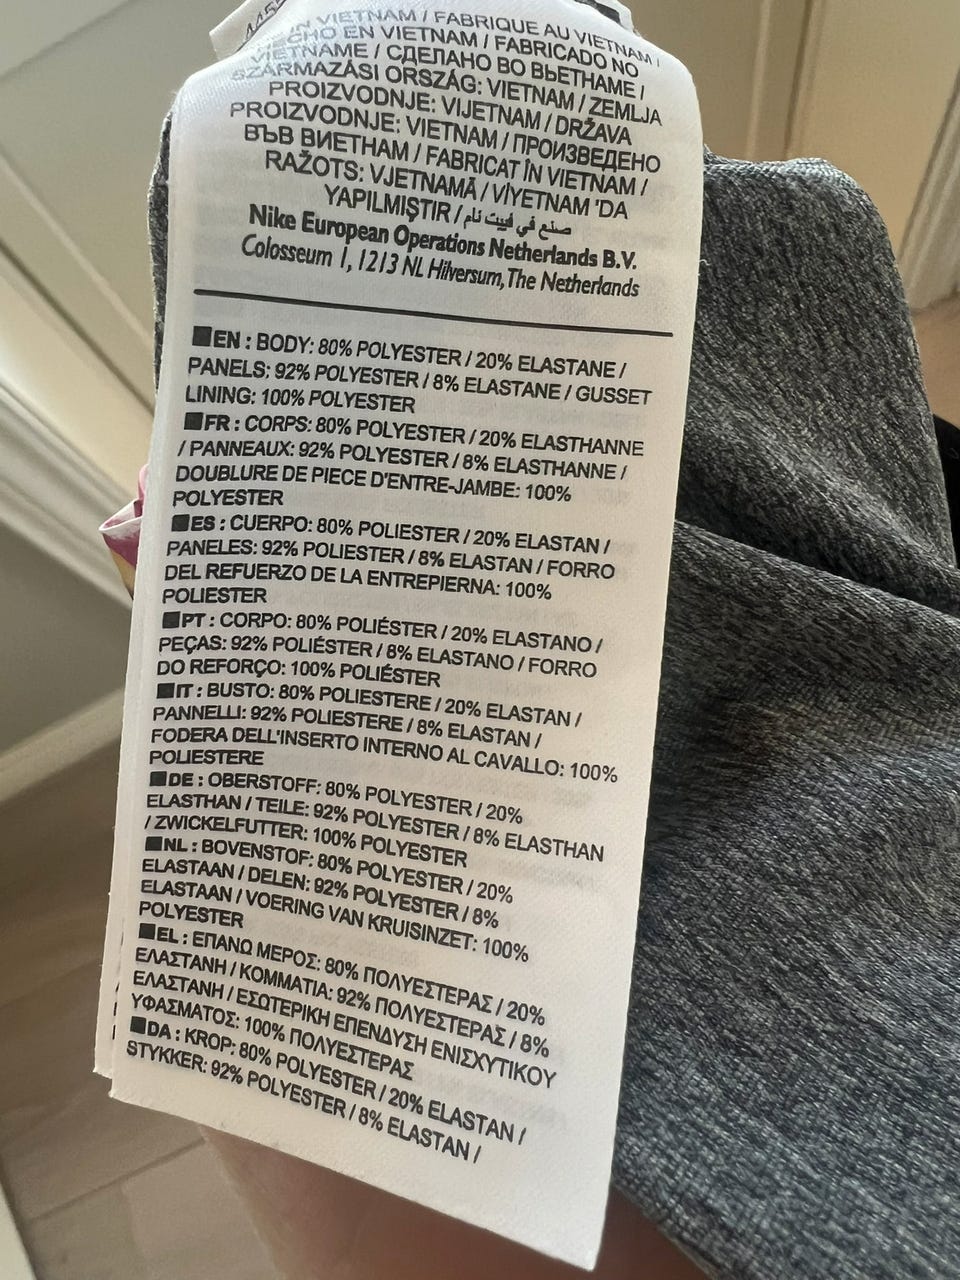 IN VIETNAM / FABRIQUE AU VIETNAM /
HECHO EN VIETNAM / FABRICADO NO
VIETNAME / СДЕЛАНО ВО ВЬЕТНАМЕ /
SZÁRMAZÁSI ORSZÁG: VIETNAM / ZEMLJA
PROIZVODNJE: VIJETNAM / DRŽAVA
PROIZVODNJE: VIETNAM / ПРОИЗВЕДЕНО
ВЪВ ВИЕТНАМ / FABRICAT ÎN VIETNAM /
RAŽOTS: VJETNAMĀ / VİYETNAM 'DA
YAPILMIŞTIR / صنع في فييت نام
Nike European Operations Netherlands B.V.
Colosseum 1, 1213 NL Hilversum, The Netherlands
EN : BODY: 80% POLYESTER / 20% ELASTANE /
PANELS: 92% POLYESTER / 8% ELASTANE / GUSSET
LINING: 100% POLYESTER
FR : CORPS: 80% POLYESTER / 20% ELASTHANNE
/ PANNEAUX: 92% POLYESTER / 8% ELASTHANNE /
DOUBLURE DE PIECE D'ENTRE-JAMBE: 100%
POLYESTER
ES : CUERPO: 80% POLIESTER / 20% ELASTAN /
PANELES: 92% POLIESTER / 8% ELASTAN / FORRO
DEL REFUERZO DE LA ENTREPIERNA: 100%
POLIESTER
PT : CORPO: 80% POLIÉSTER / 20% ELASTANO /
PEÇAS: 92% POLIÉSTER / 8% ELASTANO / FORRO
DO REFORÇO: 100% POLIÉSTER
IT : BUSTO: 80% POLIESTERE / 20% ELASTAN /
PANNELLI: 92% POLIESTERE / 8% ELASTAN /
FODERA DELL'INSERTO INTERNO AL CAVALLO: 100%
POLIESTERE
DE : OBERSTOFF: 80% POLYESTER / 20%
ELASTHAN / TEILE: 92% POLYESTER / 8% ELASTHAN
/ ZWICKELFUTTER: 100% POLYESTER
NL : BOVENSTOF: 80% POLYESTER / 20%
ELASTAAN / DELEN: 92% POLYESTER / 8%
ELASTAAN / VOERING VAN KRUISINZET: 100%
POLYESTER
EL : ΕΠΑΝΩ ΜΕΡΟΣ: 80% ΠΟΛΥΕΣΤΕΡΑΣ / 20%
ΕΛΑΣΤΑΝΗ / ΚΟΜΜΑΤΙΑ: 92% ΠΟΛΥΕΣΤΕΡΑΣ / 8%
ΕΛΑΣΤΑΝΗ / ΕΣΩΤΕΡΙΚΗ ΕΠΕΝΔΥΣΗ ΕΝΙΣΧΥΤΙΚΟΥ
ΥΦΑΣΜΑΤΟΣ: 100% ΠΟΛΥΕΣΤΕΡΑΣ
DA : KROP: 80% POLYESTER / 20% ELASTAN /
STYKKER: 92% POLYESTER / 8% ELASTAN /